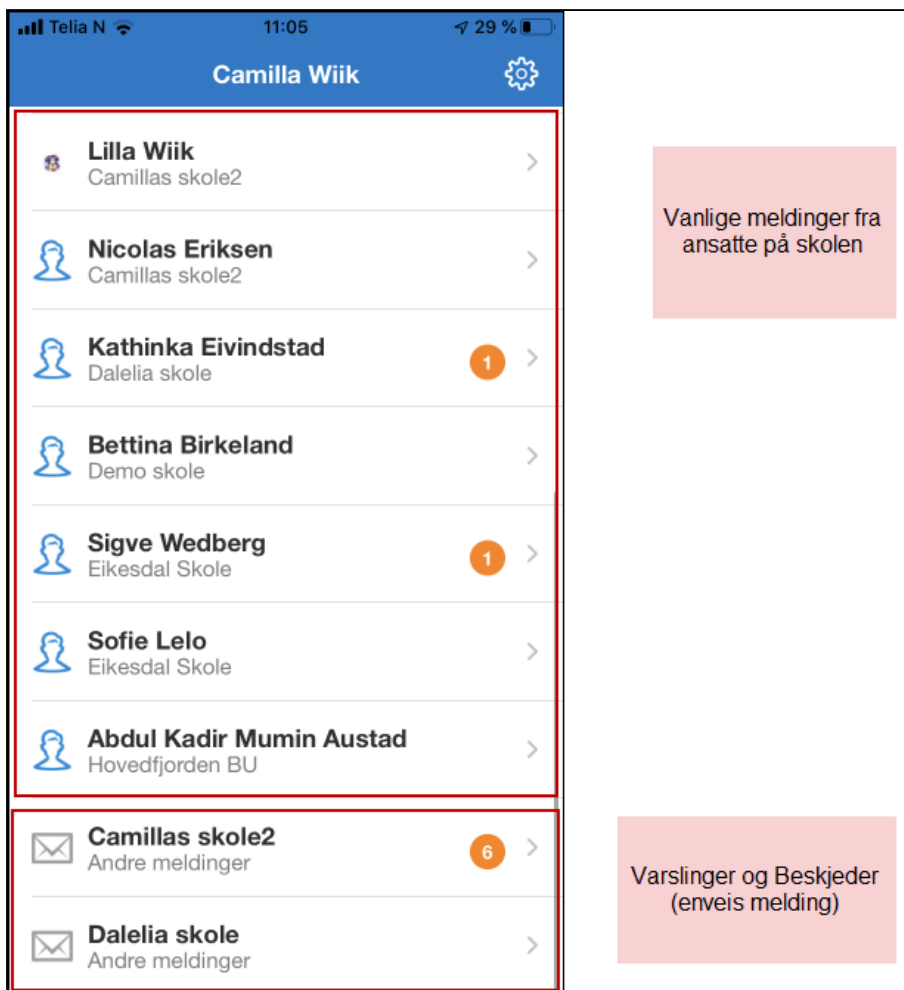 Telia N 11:05 29 %
Camilla Wiik
Lilla Wiik
Camillas skole2
Nicolas Eriksen
Camillas skole2
Kathinka Eivindstad
Dalelia skole
1
Bettina Birkeland
Demo skole
Sigve Wedberg
Eikesdal Skole
1
Sofie Lelo
Eikesdal Skole
Abdul Kadir Mumin Austad
Hovedfjorden BU
Camillas skole2
Andre meldinger
6
Dalelia skole
Andre meldinger
Vanlige meldinger fra
ansatte på skolen
Varslinger og Beskjeder
(enveis melding)